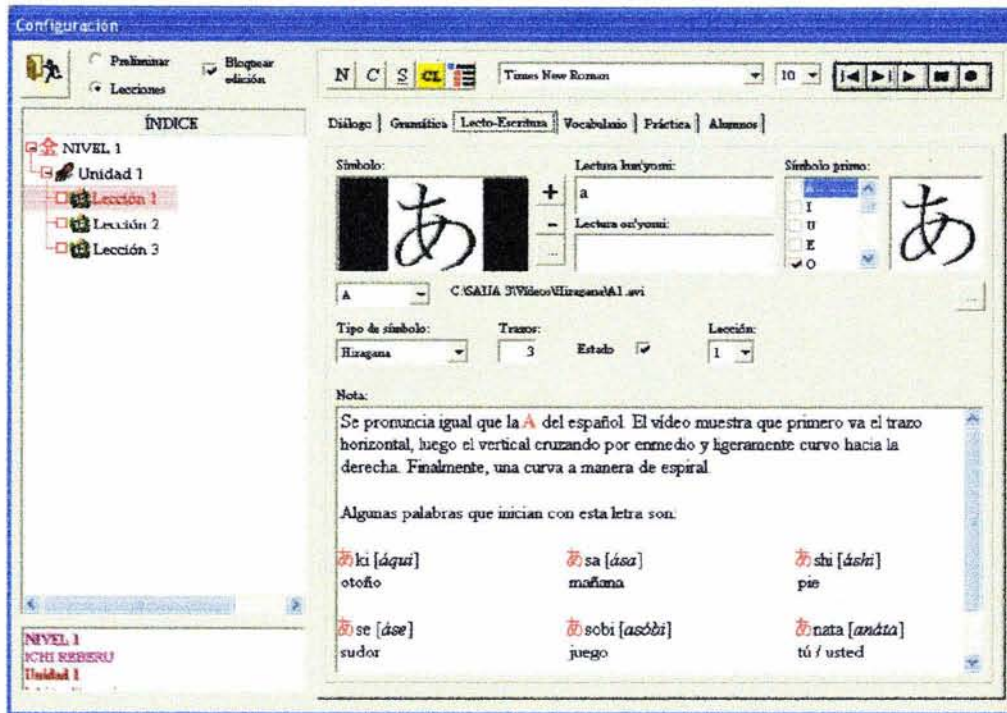 Configuración
Preliminar
Lecciones
Bloquear edición
N C S CL
Times New Roman
10
ÍNDICE
NIVEL 1
Unidad 1
Lección 1
Lección 2
Lección 3
NIVEL 1
ICHI REBERU
Unidad 1
Diálogo Gramática Lecto-Escritura Vocabulario Práctica Alumnos
Símbolo:
あ
+
-
...
Lectura kun'yomi:
a
Lectura on'yomi:
Símbolo primo:
A
I
U
E
O
あ
A
C:\SAIJA 3\Videos\Hiragana\A1.avi
...
Tipo de símbolo:
Hiragana
Trazos:
3
Estado
Lección:
1
Nota:
Se pronuncia igual que la A del español. El vídeo muestra que primero va el trazo
horizontal, luego el vertical cruzando por enmedio y ligeramente curvo hacia la
derecha. Finalmente, una curva a manera de espiral.
Algunas palabras que inician con esta letra son:
あki [áqui] あsa [ása] あshi [áshi]
otoño mañana pie
あse [áse] あsobi [asóbi] あnata [anáta]
sudor juego tú / usted